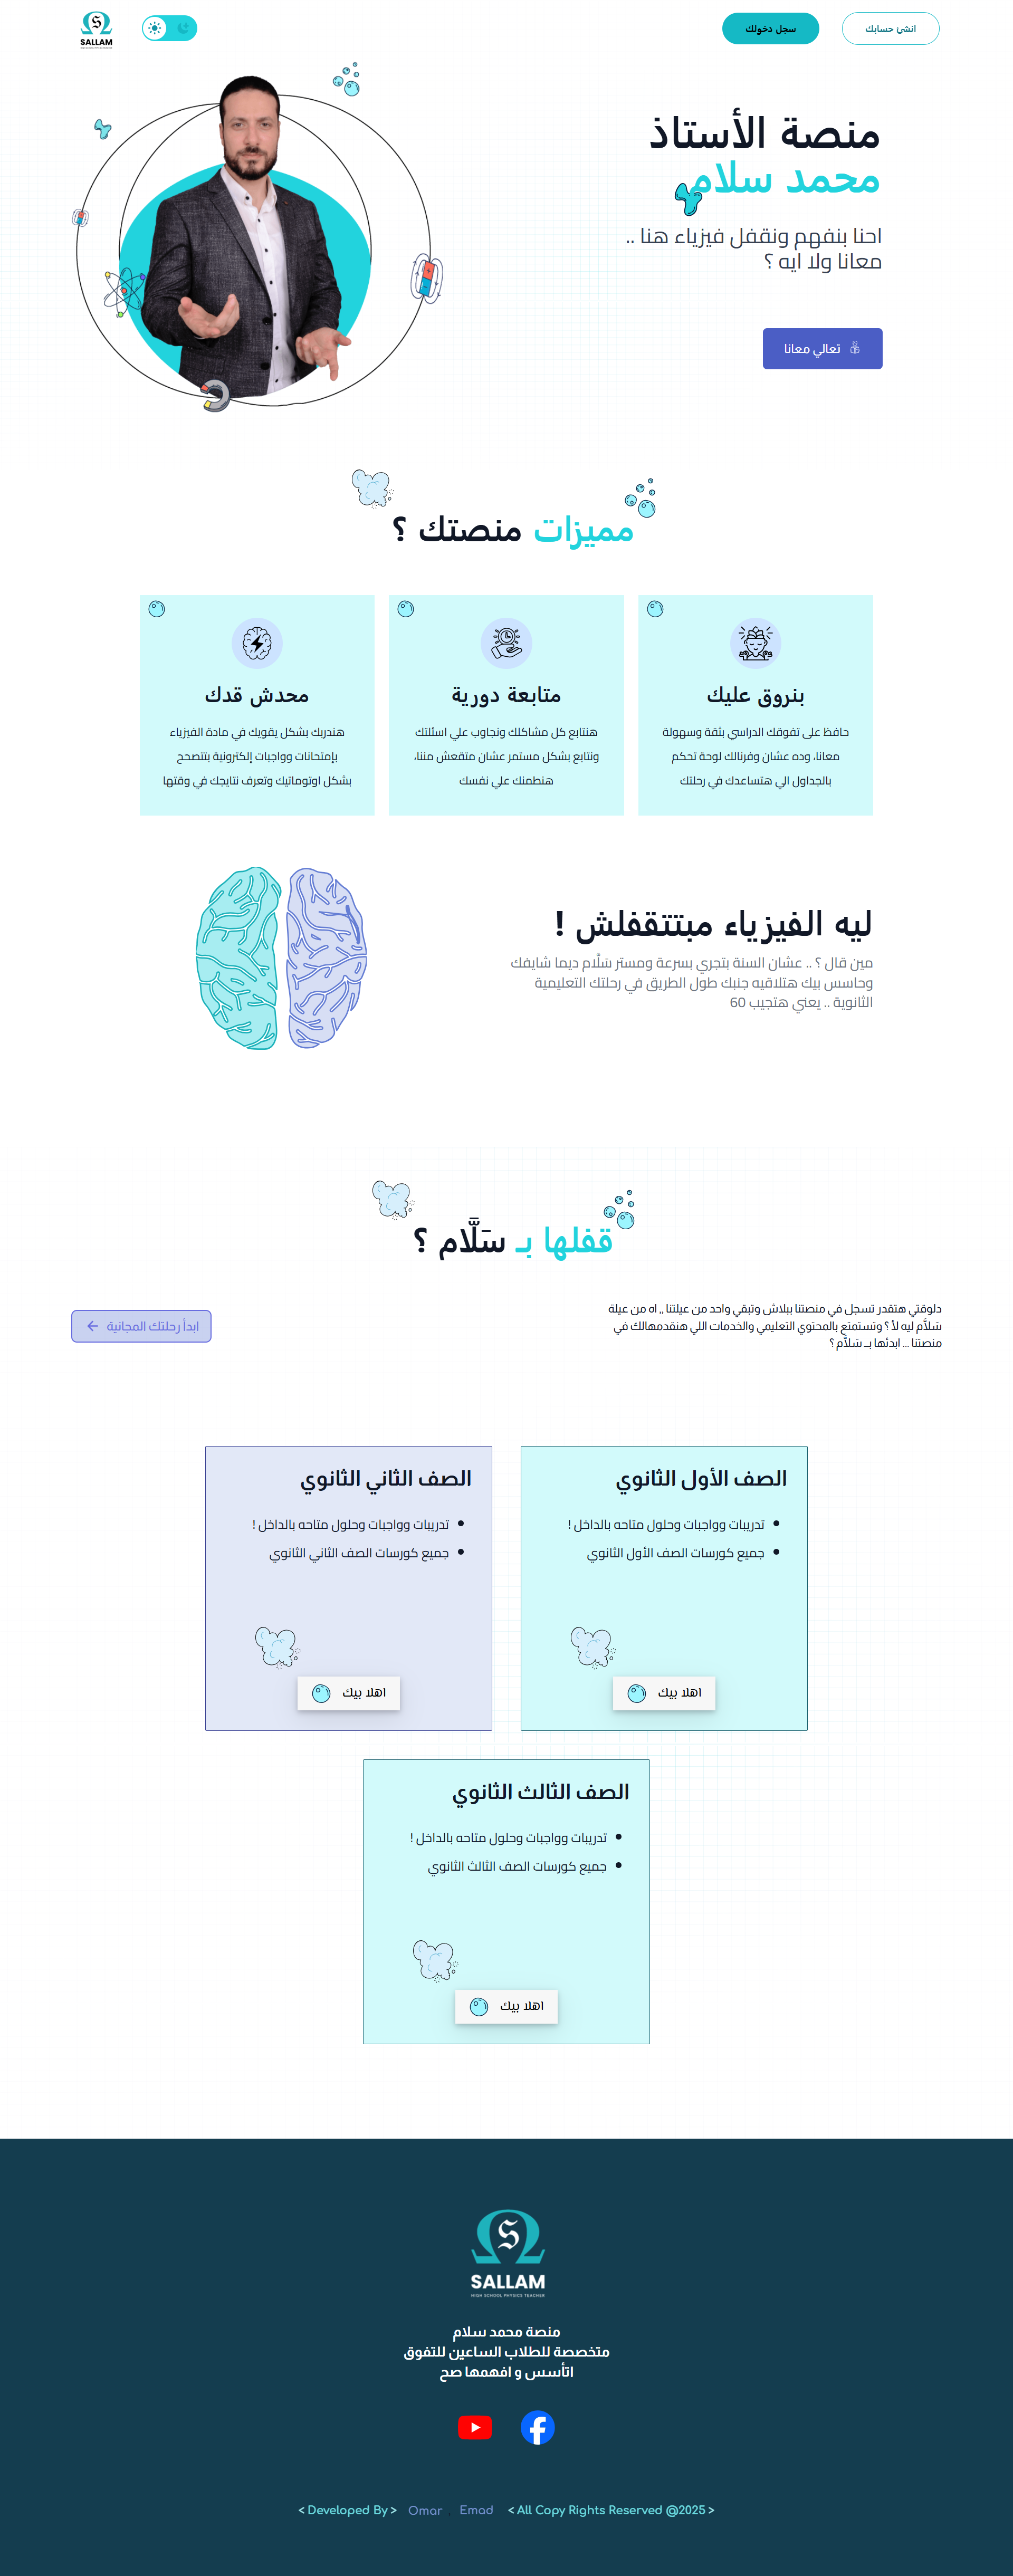 انشئ حسابك
سجل دخولك
SALLAM
منصة الأستاذ
محمد سلام
احنا بنفهم ونقفل فيزياء هنا ..
معانا ولا ايه ؟
تعالي معانا
مميزات منصتك ؟
بنروق عليك
حافظ على تفوقك الدراسي بثقة وسهولة
معانا، وده عشان وفرنالك لوحة تحكم
بالجداول الي هتساعدك في رحلتك
متابعة دورية
هنتابع كل مشاكلك ونجاوب علي اسئلتك
ونتابع بشكل مستمر عشان متقعش مننا،
هنطمنك علي نفسك
محدش قدك
هندربك بشكل يقويك في مادة الفيزياء
بإمتحانات وواجبات إلكترونية بتتصحح
بشكل اوتوماتيك وتعرف نتايجك في وقتها
ليه الفيزياء مبتتقفلش !
مين قال ؟ .. عشان السنة بتجري بسرعة ومستر سَلَّام ديما شايفك
وحاسس بيك هتلاقيه جنبك طول الطريق في رحلتك التعليمية
الثانوية .. يعني هتجيب 60
قفلها بـ سَلَّام ؟
دلوقتي هتقدر تسجل في منصتنا ببلاش وتبقي واحد من عيلتنا ,, اه من عيلة
سَلَّام ليه لأ ؟ وتستمتع بالمحتوي التعليمي والخدمات اللي هنقدمهالك في
منصتنا ... ابدئها بــ سَلَّام ؟
ابدأ رحلتك المجانية
الصف الأول الثانوي
تدريبات وواجبات وحلول متاحه بالداخل !
جميع كورسات الصف الأول الثانوي
اهلا بيك
الصف الثاني الثانوي
تدريبات وواجبات وحلول متاحه بالداخل !
جميع كورسات الصف الثاني الثانوي
اهلا بيك
الصف الثالث الثانوي
تدريبات وواجبات وحلول متاحه بالداخل !
جميع كورسات الصف الثالث الثانوي
اهلا بيك
SALLAM
HIGH SCHOOL PHYSICS TEACHER
منصة محمد سلام
متخصصة للطلاب الساعين للتفوق
اتأسس و افهمها صح
< Developed By > Omar Emad < All Copy Rights Reserved @2025 >